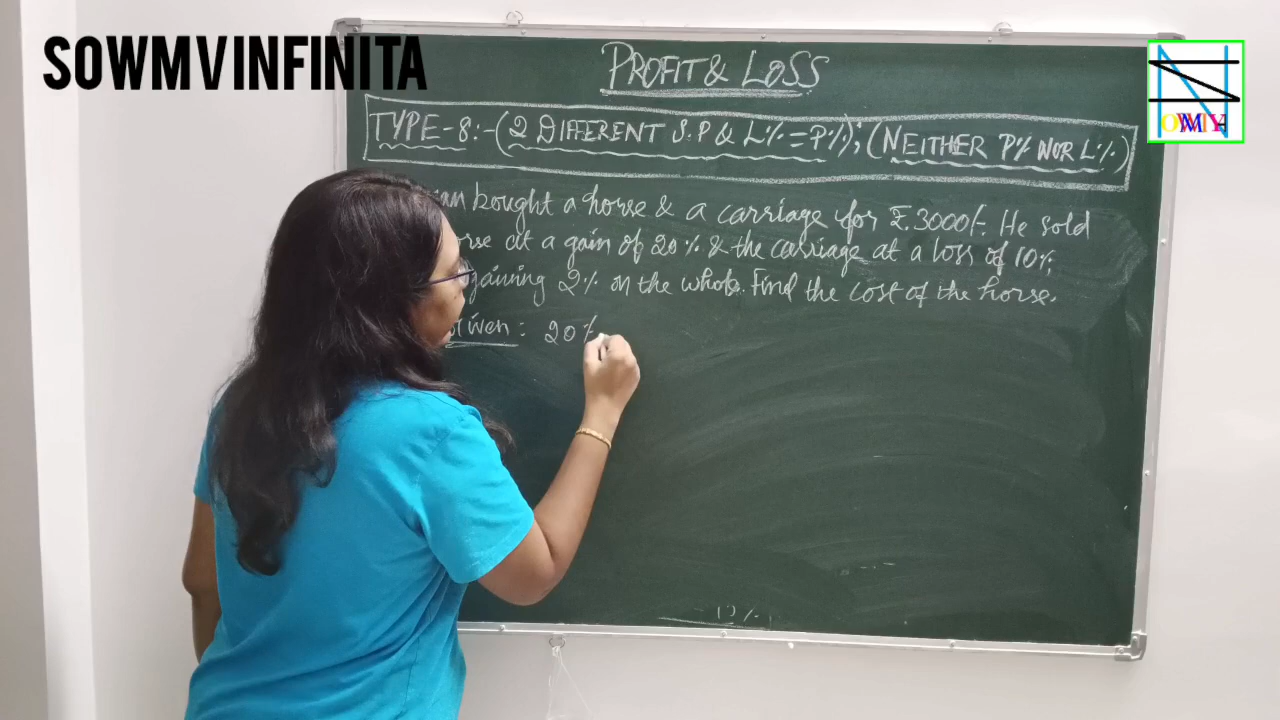 SOWMVINFINITA
PROFIT & LOSS
TYPE-8:-(2 DIFFERENT S.P & L%=P%); (NEITHER P% NOR L%)
bought a horse & a carriage for ₹.3000/-. He sold
at a gain of 20% & the carriage at a loss of 10%,
gaining 2% on the whole. Find the cost of the horse.
Given: 20%